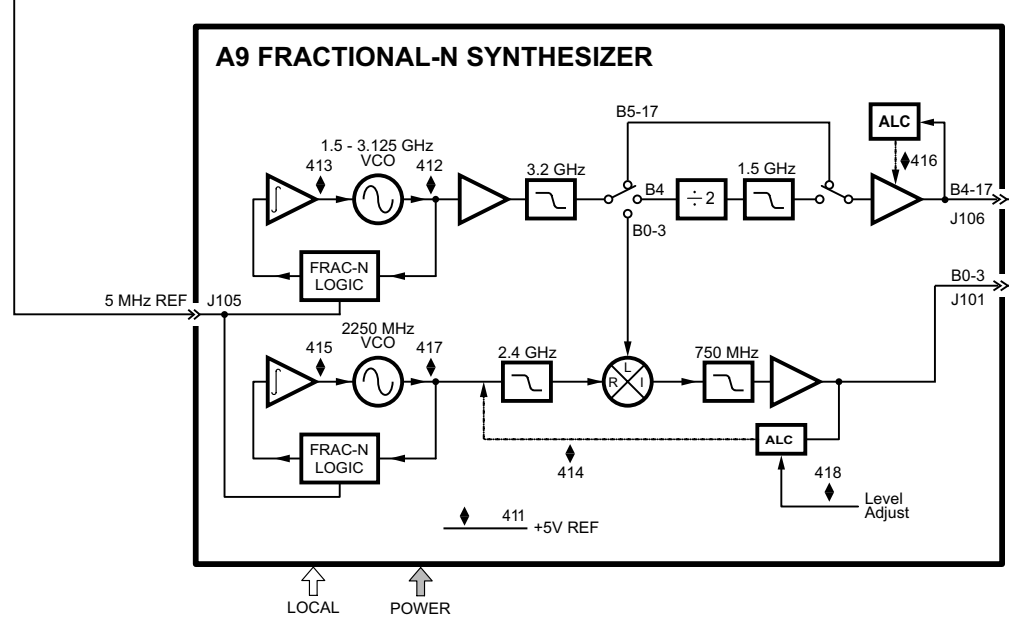 A9 FRACTIONAL-N SYNTHESIZER
B5-17
ALC
1.5 - 3.125 GHz
VCO
413
412
3.2 GHz
1.5 GHz
416
B4
÷ 2
B4-17
J106
B0-3
FRAC-N
LOGIC
B0-3
J101
5 MHz REF
J105
2250 MHz
VCO
415
417
2.4 GHz
750 MHz
L
R
I
FRAC-N
LOGIC
ALC
414
418
Level
Adjust
411
+5V REF
LOCAL
POWER